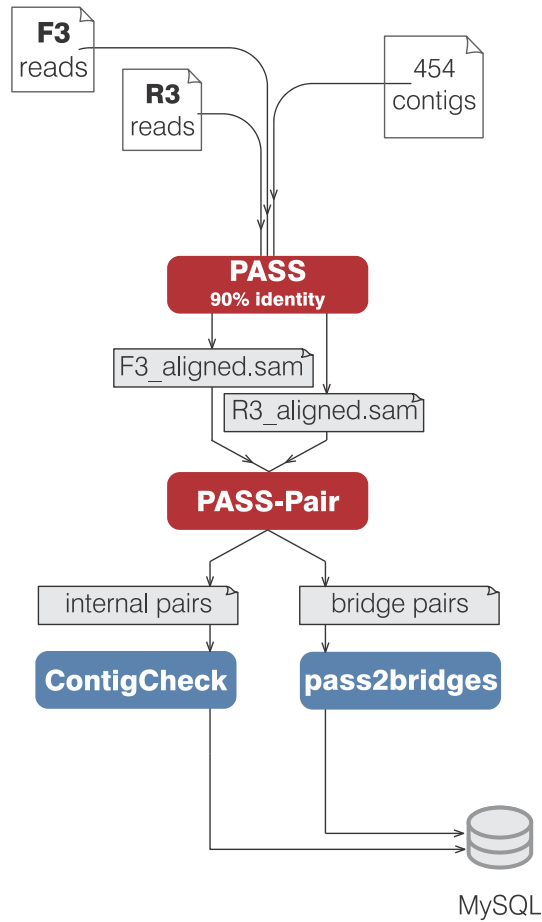 F3
reads
R3
reads
454
contigs
PASS
90% identity
F3_aligned.sam
R3_aligned.sam
PASS-Pair
internal pairs
bridge pairs
ContigCheck
pass2bridges
MySQL